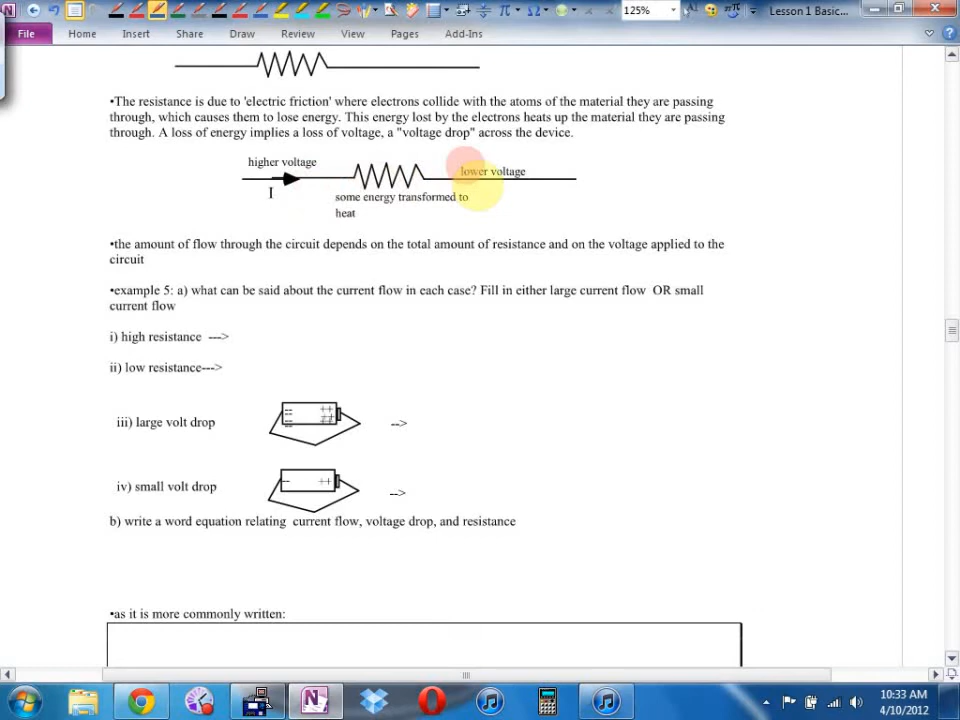 125%
Lesson 1 Basic...
File Home Insert Share Draw Review View Pages Add-Ins
•The resistance is due to 'electric friction' where electrons collide with the atoms of the material they are passing
through, which causes them to lose energy. This energy lost by the electrons heats up the material they are passing
through. A loss of energy implies a loss of voltage, a "voltage drop" across the device.
higher voltage
lower voltage
I
some energy transformed to
heat
•the amount of flow through the circuit depends on the total amount of resistance and on the voltage applied to the
circuit
•example 5: a) what can be said about the current flow in each case? Fill in either large current flow  OR small
current flow
i) high resistance  --->
ii) low resistance--->
iii) large volt drop
-->
iv) small volt drop
-->
b) write a word equation relating  current flow, voltage drop, and resistance
•as it is more commonly written:
10:33 AM
4/10/2012